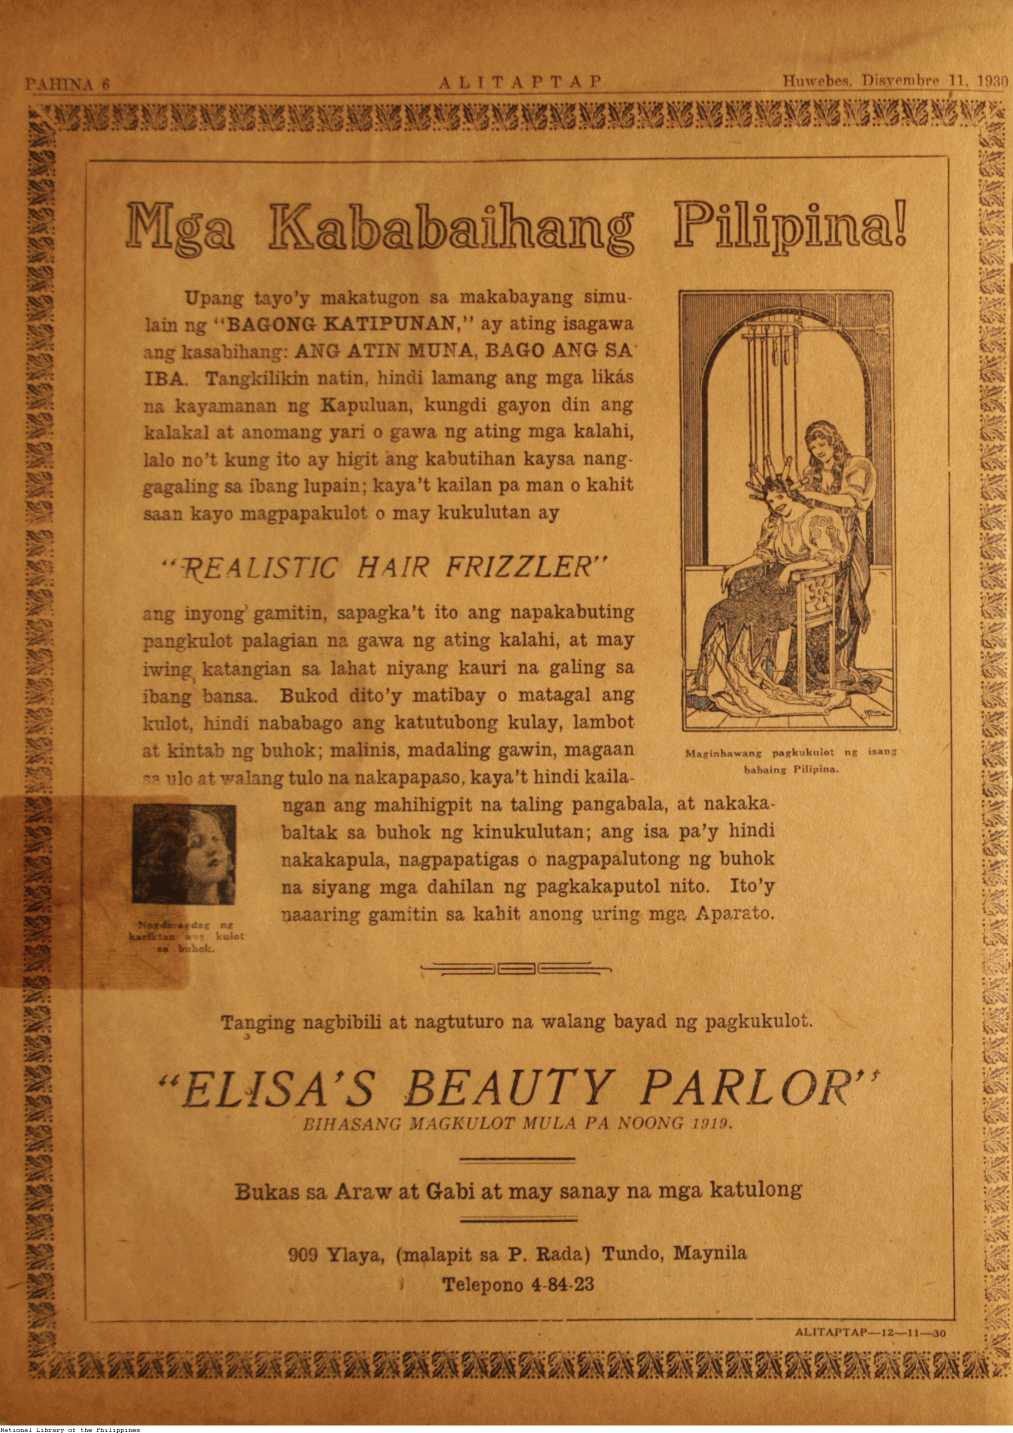 PAHINA 6
ALITAPTAP
Huwebes, Disyembre 11, 1930
Mga Kababaihang Pilipina!
Upang tayo'y makatugon sa makabayang simu-
lain ng "BAGONG KATIPUNAN," ay ating isagawa
ang kasabihang: ANG ATIN MUNA, BAGO ANG SA
IBA. Tangkilikin natin, hindi lamang ang mga likás
na kayamanan ng Kapuluan, kungdi gayon din ang
kalakal at anomang yari o gawa ng ating mga kalahi,
lalo no't kung ito ay higit ang kabutihan kaysa nang-
gagaling sa ibang lupain; kaya't kailan pa man o kahit
saan kayo magpapakulot o may kukulutan ay
"REALISTIC HAIR FRIZZLER"
ang inyong gamitin, sapagka't ito ang napakabuting
pangkulot palagian na gawa ng ating kalahi, at may
iwing katangian sa lahat niyang kauri na galing sa
ibang bansa. Bukod dito'y matibay o matagal ang
kulot, hindi nababago ang katutubong kulay, lambot
at kintab ng buhok; malinis, madaling gawin, magaan
sa ulo at walang tulo na nakapapaso, kaya't hindi kaila-
ngan ang mahihigpit na taling pangabala, at nakaka-
baltak sa buhok ng kinukulutan; ang isa pa'y hindi
nakakapula, nagpapatigas o nagpapalutong ng buhok
na siyang mga dahilan ng pagkakaputol nito. Ito'y
naaaring gamitin sa kahit anong uring mga Aparato.
Maginhawang pagkukulot ng isang
babaing Pilipina.
Nagdaragdag ng
kariktan ang kulot
sa buhok.
Tanging nagbibili at nagtuturo na walang bayad ng pagkukulot.
"ELISA'S BEAUTY PARLOR"
BIHASANG MAGKULOT MULA PA NOONG 1919.
Bukas sa Araw at Gabi at may sanay na mga katulong
909 Ylaya, (malapit sa P. Rada) Tundo, Maynila
Telepono 4-84-23
ALITAPTAP—12—11—30
National Library of the Philippines